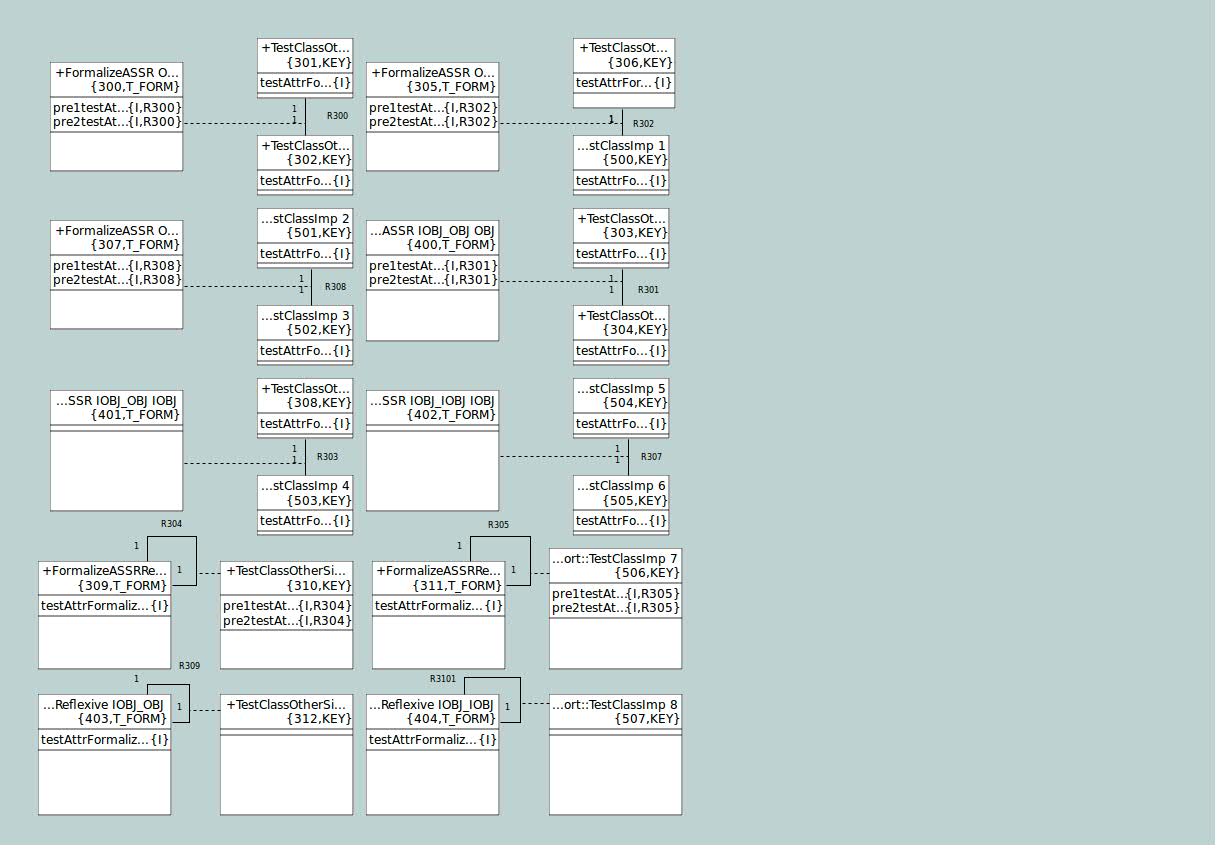 +FormalizeASSR O...
{300,T_FORM}
pre1testAt...{I,R300}
pre2testAt...{I,R300}
+TestClassOt...
{301,KEY}
testAttrFo...{I}
1
1
R300
+TestClassOt...
{302,KEY}
testAttrFo...{I}
+FormalizeASSR O...
{305,T_FORM}
pre1testAt...{I,R302}
pre2testAt...{I,R302}
+TestClassOt...
{306,KEY}
testAttrFor...{I}
1
R302
...stClassImp 1
{500,KEY}
testAttrFo...{I}
+FormalizeASSR O...
{307,T_FORM}
pre1testAt...{I,R308}
pre2testAt...{I,R308}
...stClassImp 2
{501,KEY}
testAttrFo...{I}
1
1
R308
...stClassImp 3
{502,KEY}
testAttrFo...{I}
...ASSR IOBJ_OBJ OBJ
{400,T_FORM}
pre1testAt...{I,R301}
pre2testAt...{I,R301}
+TestClassOt...
{303,KEY}
testAttrFo...{I}
1
1
R301
+TestClassOt...
{304,KEY}
testAttrFo...{I}
...SSR IOBJ_OBJ IOBJ
{401,T_FORM}
+TestClassOt...
{308,KEY}
testAttrFo...{I}
1
1
R303
...stClassImp 4
{503,KEY}
testAttrFo...{I}
...SSR IOBJ_IOBJ IOBJ
{402,T_FORM}
...stClassImp 5
{504,KEY}
testAttrFo...{I}
1
1
R307
...stClassImp 6
{505,KEY}
testAttrFo...{I}
R304
1
1
+FormalizeASSRRe...
{309,T_FORM}
testAttrFormaliz...{I}
+TestClassOtherSi...
{310,KEY}
pre1testAt...{I,R304}
pre2testAt...{I,R304}
R305
1
1
+FormalizeASSRRe...
{311,T_FORM}
testAttrFormaliz...{I}
...ort::TestClassImp 7
{506,KEY}
pre1testAt...{I,R305}
pre2testAt...{I,R305}
R309
1
1
...Reflexive IOBJ_OBJ
{403,T_FORM}
testAttrFormaliz...{I}
+TestClassOtherSi...
{312,KEY}
R3101
1
...Reflexive IOBJ_IOBJ
{404,T_FORM}
testAttrFormaliz...{I}
...ort::TestClassImp 8
{507,KEY}